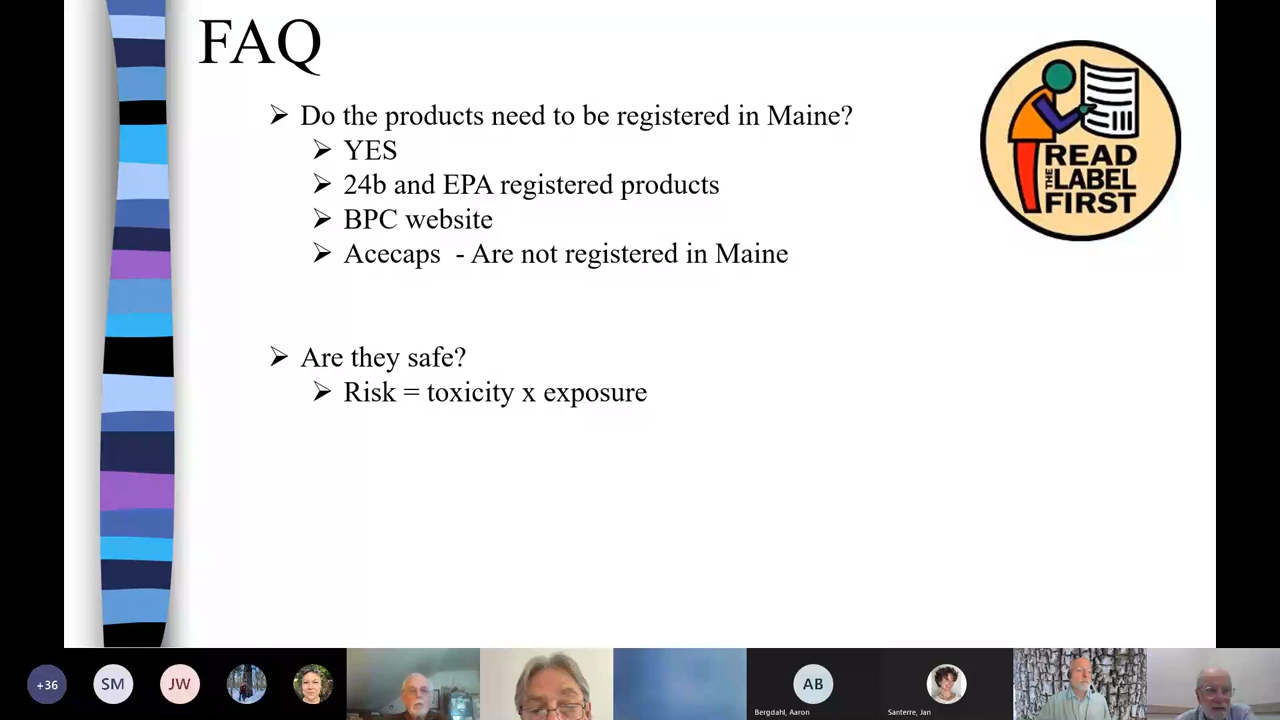 FAQ
Do the products need to be registered in Maine?
YES
24b and EPA registered products
BPC website
Acecaps - Are not registered in Maine
Are they safe?
Risk = toxicity x exposure
READ
THE LABEL
FIRST
+36
SM
JW
AB
Bergdahl, Aaron
Santerre, Jan